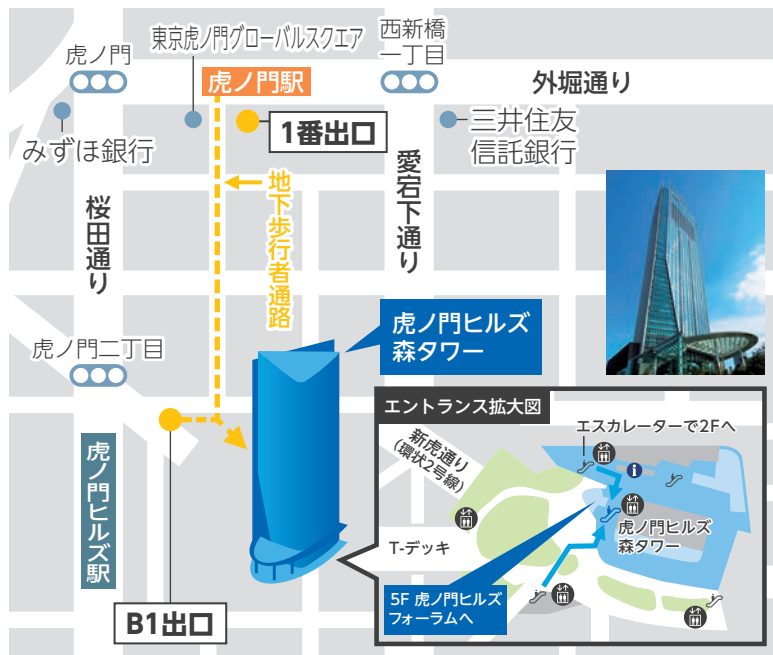 虎ノ門
東京虎ノ門グローバルスクエア
西新橋
一丁目
虎ノ門駅
外堀通り
みずほ銀行
1番出口
三井住友
信託銀行
桜田通り
地下歩行者通路
愛宕下通り
虎ノ門ヒルズ
森タワー
虎ノ門二丁目
虎ノ門ヒルズ駅
B1出口
エントランス拡大図
エスカレーターで2Fへ
新虎通り
(環状2号線)
i
虎ノ門ヒルズ
森タワー
T-デッキ
5F 虎ノ門ヒルズ
フォーラムへ